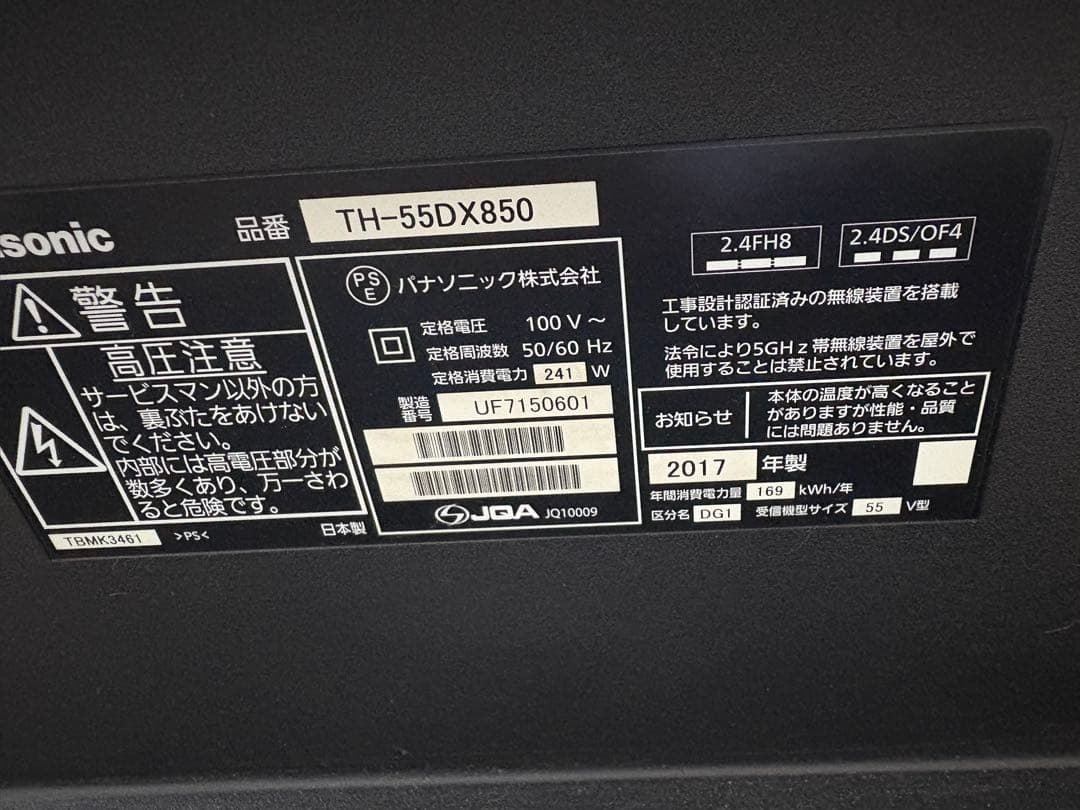 sonic
品番 TH-55DX850
警告
高圧注意
サービスマン以外の方
は、裏ぶたをあけない
でください。
内部には高電圧部分が
数多くあり、万一さわ
ると危険です。
TBMK3461 >PS<
日本製
PS
E
パナソニック株式会社
定格電圧 100 V ~
定格周波数 50/60 Hz
定格消費電力 241 W
製造
番号
UF7150601
JQA JQ10009
2.4FH8
2.4DS/OF4
工事設計認証済みの無線装置を搭載
しています。
法令により5GHz帯無線装置を屋外で
使用することは禁止されています。
お知らせ
本体の温度が高くなること
がありますが性能・品質
には問題ありません。
2017 年製
年間消費電力量 169 kWh/年
区分名 DG1 受信機型サイズ 55 V型